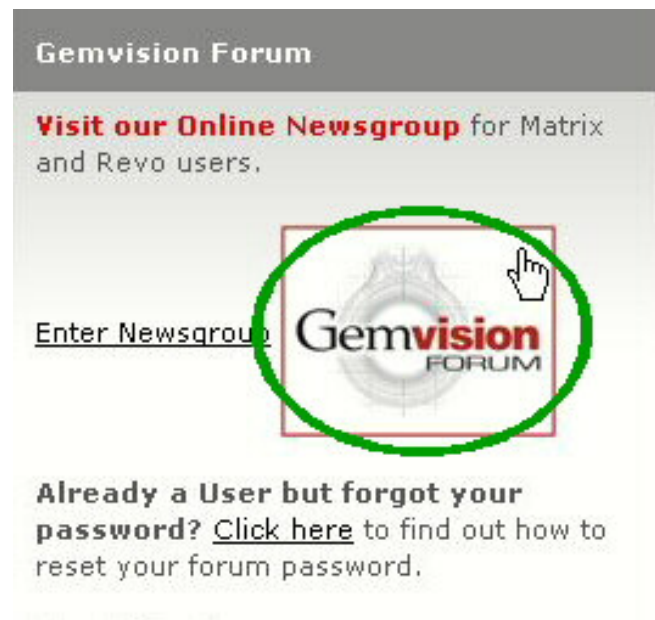 Gemvision Forum
Visit our Online Newsgroup for Matrix
and Revo users.
Enter Newsgroup
Gemvision
FORUM
Already a User but forgot your
password? Click here to find out how to
reset your forum password.